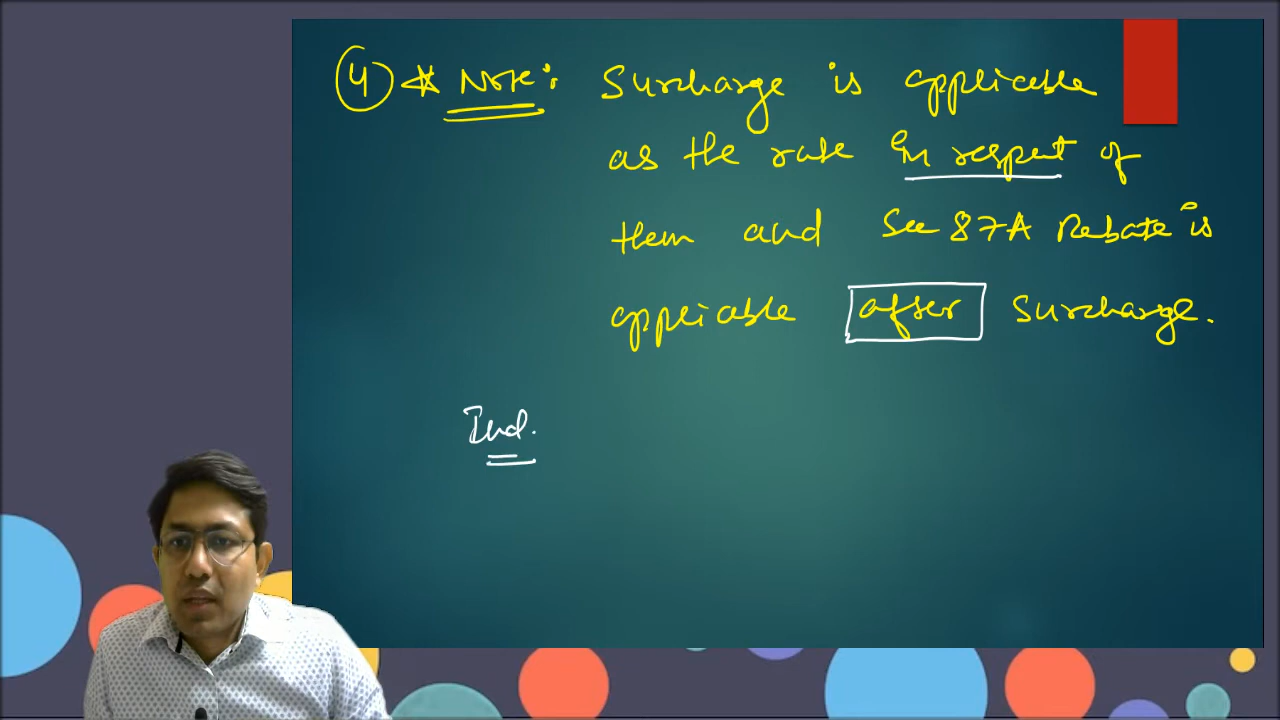 (4) * Note: Surcharge is applicable
as the rate in respect of
them and Sec 87A Rebate is
applicable after surcharge.
Ind.